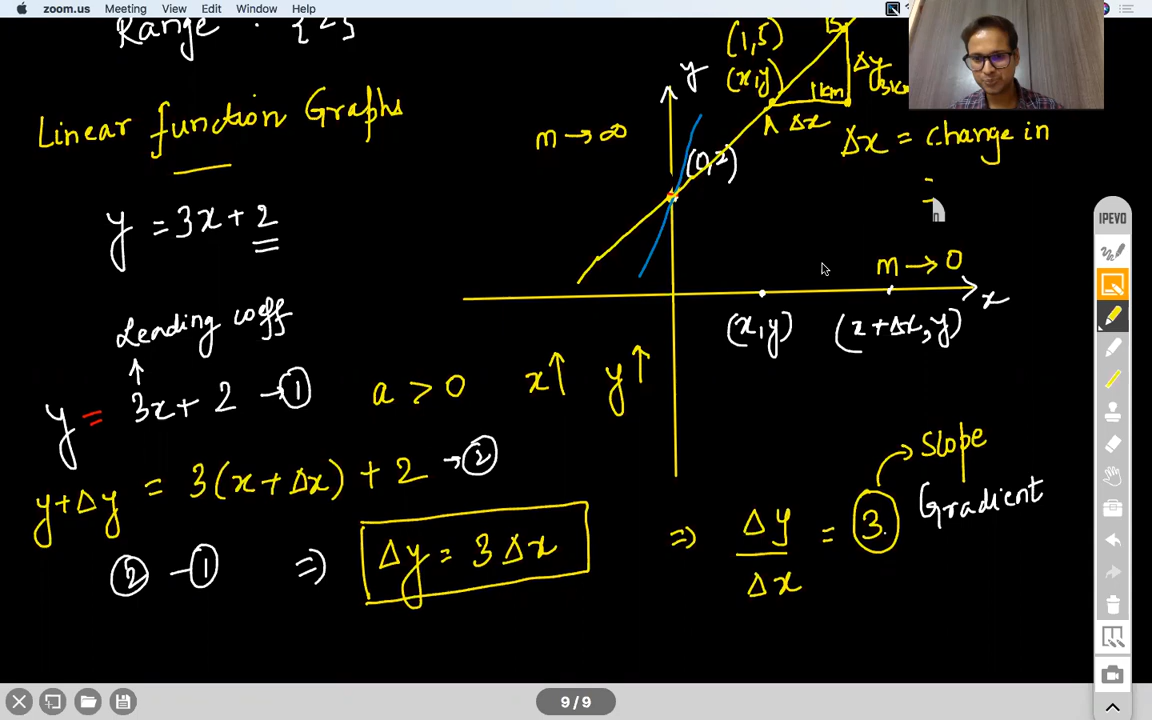 zoom.us Meeting View Edit Window Help
Range : {2}
Linear function Graphs
y = 3x + 2
Leading coeff
y = 3x + 2 → ①
a > 0 x↑ y↑
y+Δy = 3(x+Δx) + 2 → ②
② - ① ⇒ Δy = 3Δx ⇒ Δy/Δx = 3
Slope
Gradient
m → ∞
y
(0,2)
(1,5)
(x,y)
B
Δy
3km
1km
A Δx
Δx = change in
=
m → 0
x
(x,y) (x+Δx,y)
IPEVO
9 / 9